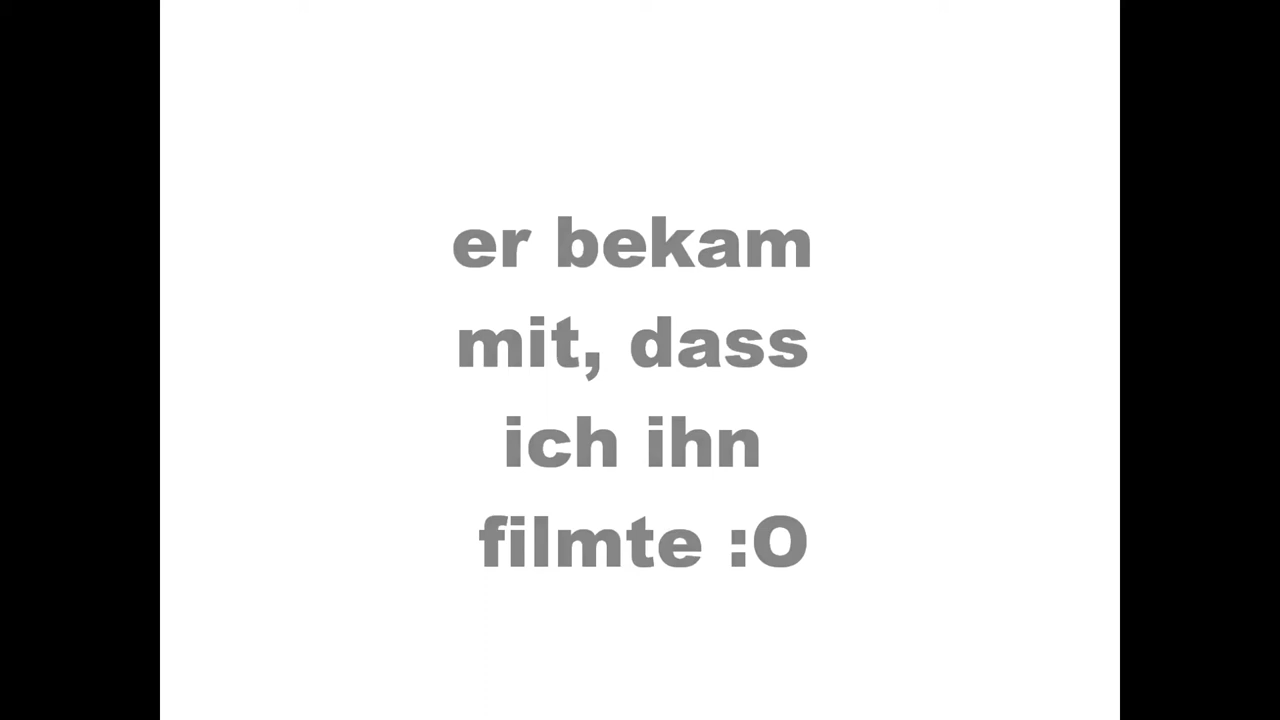 er bekam
mit, dass
ich ihn
filmte :O